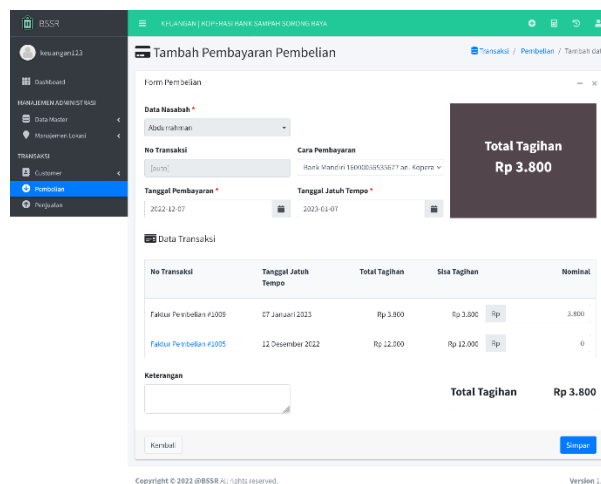 BSSR
KEUANGAN | KOPERASI BANK SAMPAH SORONG RAYA
keuangan123
Dashboard
MANAJEMEN ADMINISTRASI
Data Master
Manajemen Lokasi
TRANSAKSI
Customer
Pembelian
Penjualan
Tambah Pembayaran Pembelian
Transaksi / Pembelian / Tambah dat
Form Pembelian
Data Nasabah *
Abdurrahman
No Transaksi
Cara Pembayaran
[auto]
Bank Mandiri an. Kopera
Tanggal Pembayaran *
Tanggal Jatuh Tempo *
2022-12-07
2023-01-07
Total Tagihan
Rp 3.800
Data Transaksi
No Transaksi
Tanggal Jatuh Tempo
Total Tagihan
Sisa Tagihan
Nominal
Faktur Pembelian #1009
07 Januari 2023
Rp 3.800
Rp 3.800
Rp
3.800
Faktur Pembelian #1005
12 Desember 2022
Rp 12.000
Rp 12.000
Rp
0
Keterangan
Total Tagihan
Rp 3.800
Kembali
Simpan
Copyright © 2022 @BSSR All rights reserved.
Version 1.